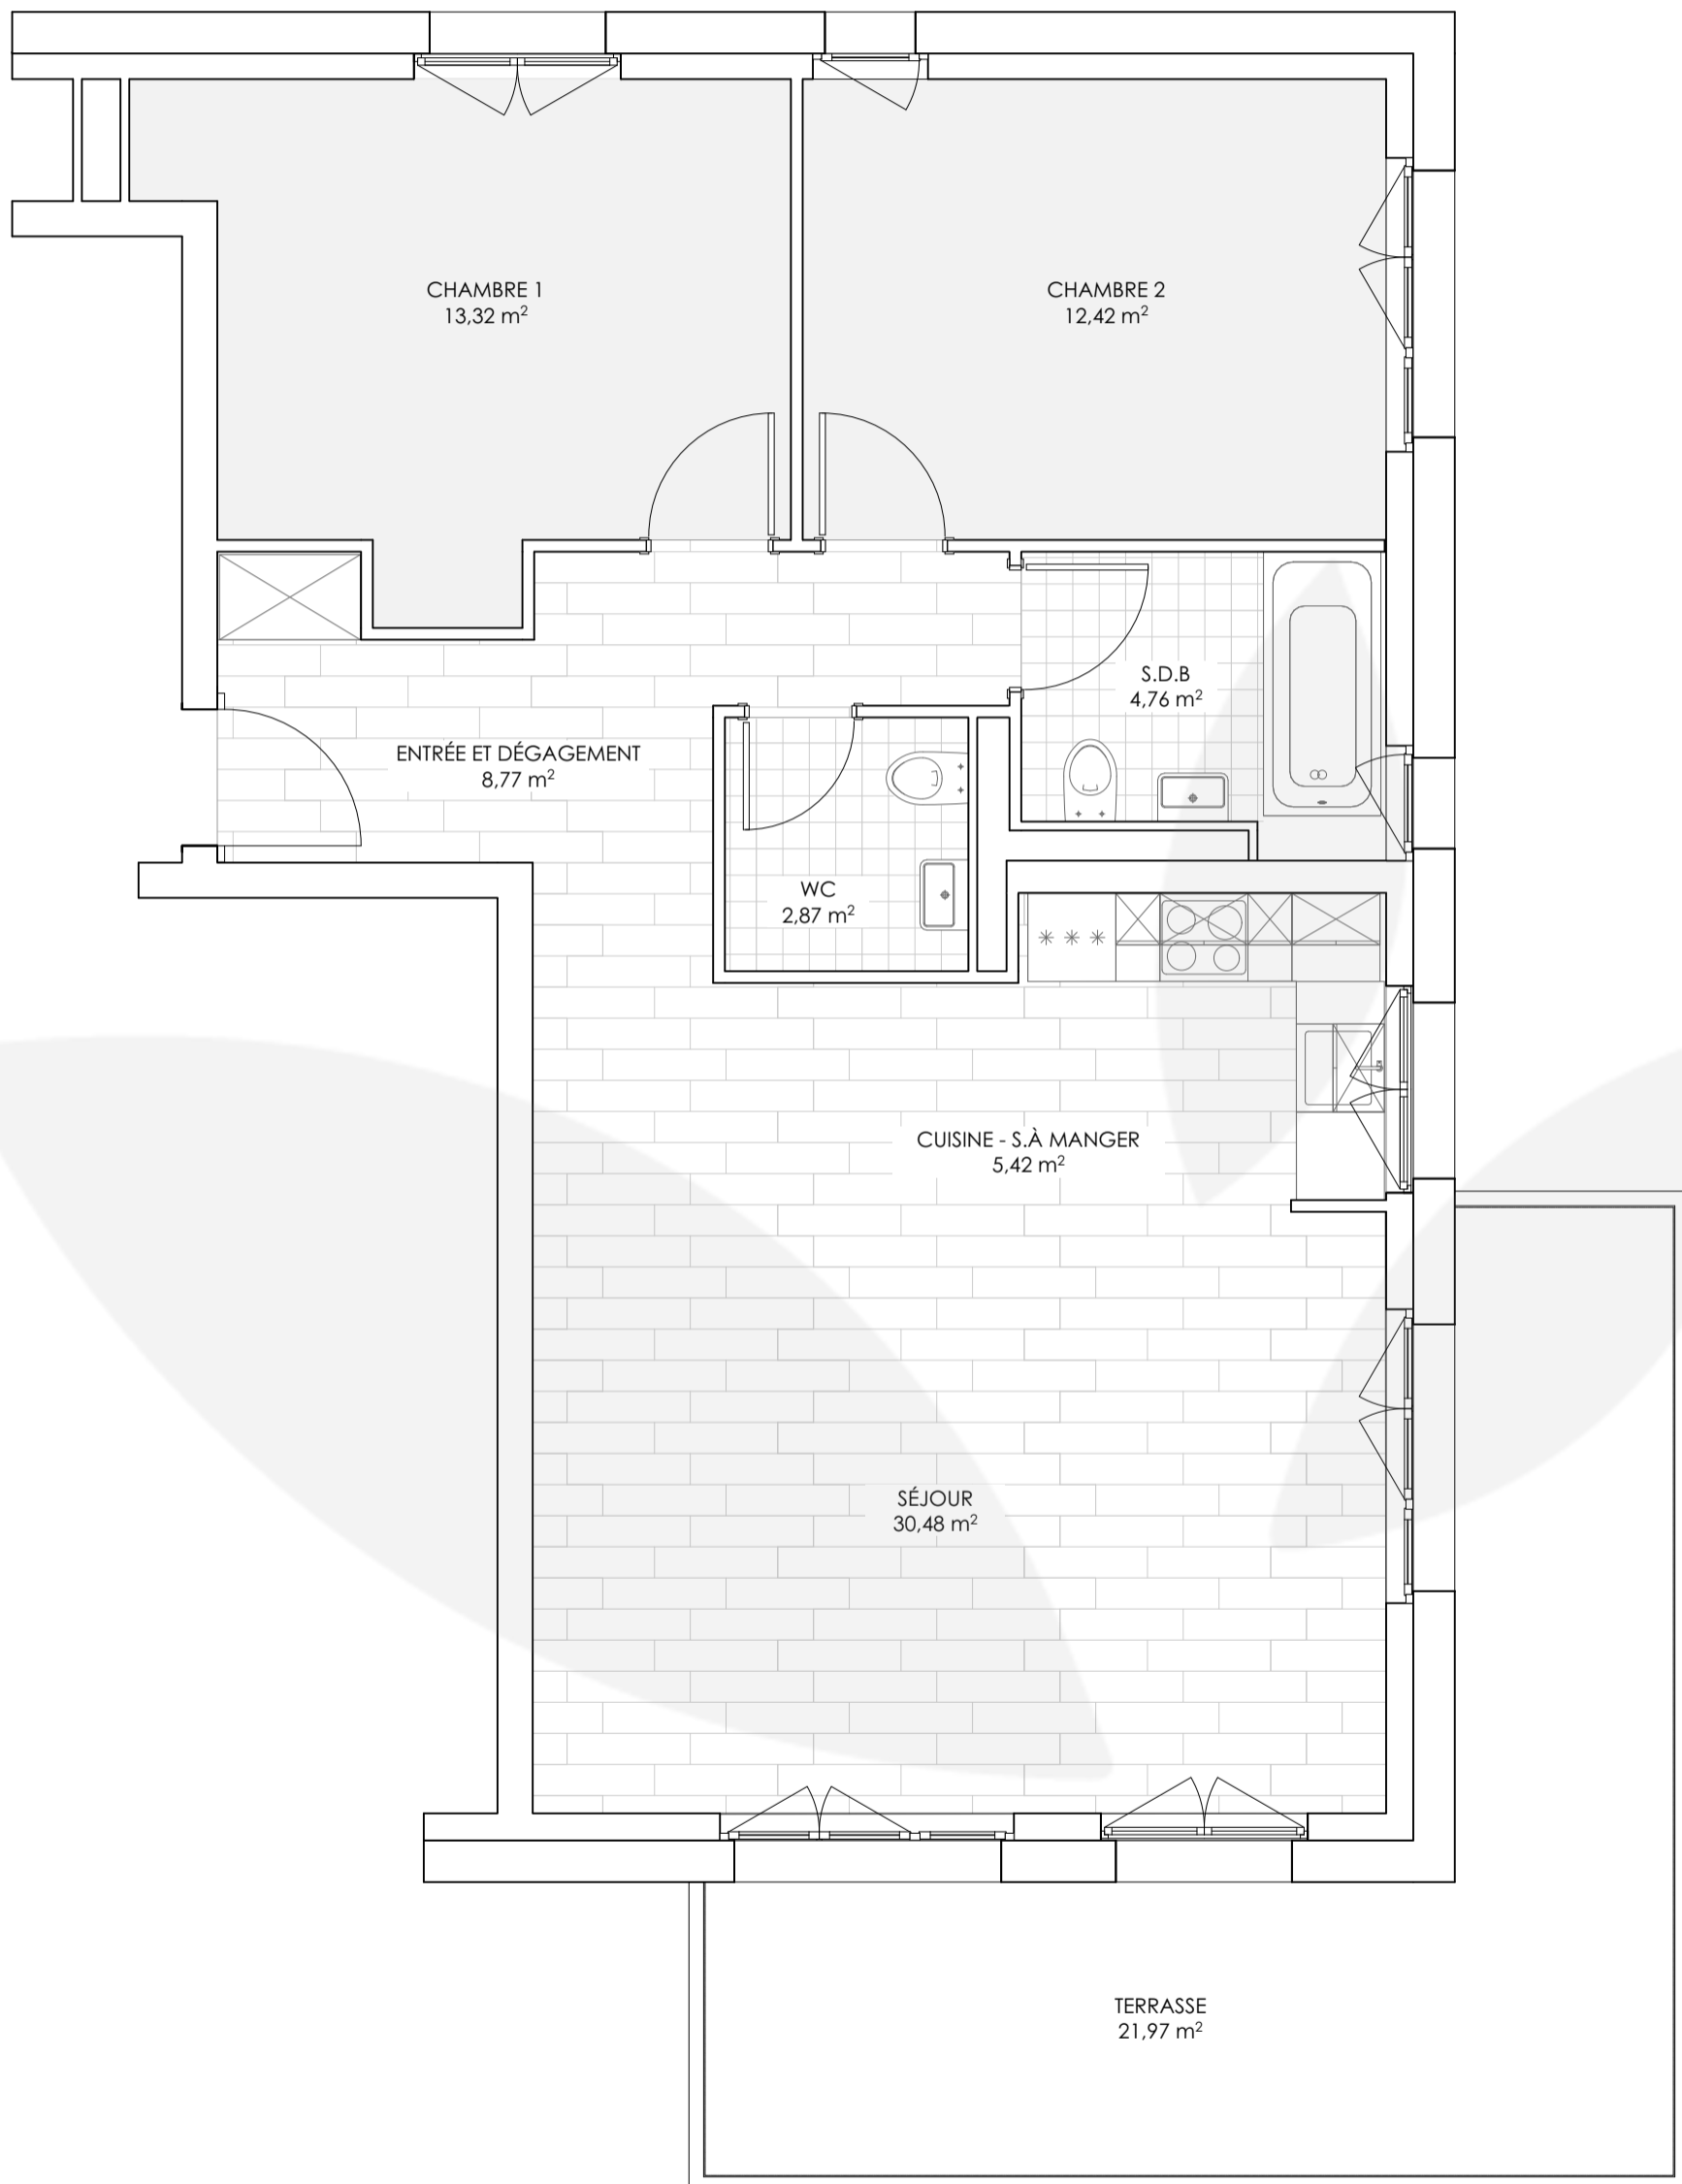 CHAMBRE 1
13,32 m²
CHAMBRE 2
12,42 m²
S.D.B
4,76 m²
ENTRÉE ET DÉGAGEMENT
8,77 m²
WC
2,87 m²
CUISINE - S.À MANGER
5,42 m²
SÉJOUR
30,48 m²
TERRASSE
21,97 m²